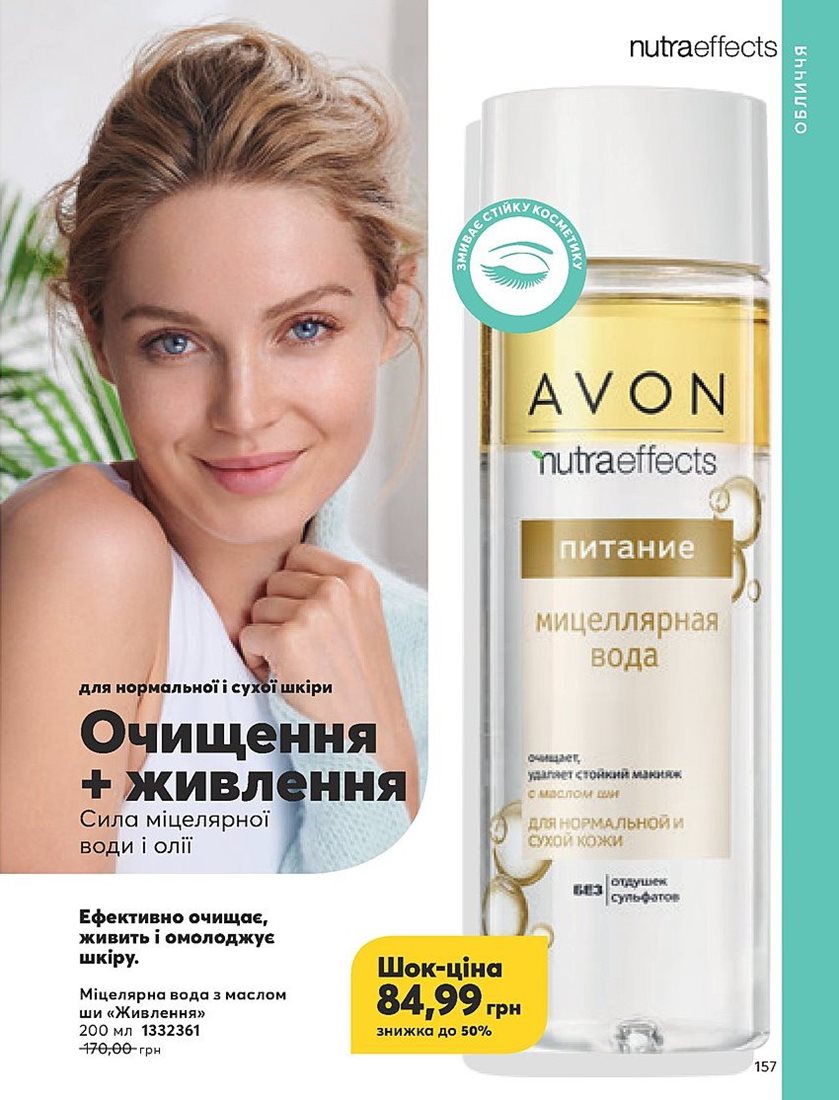 nutraeffects
ОБЛИЧЧЯ
ЗМИВАЄ СТІЙКУ КОСМЕТИКУ
AVON
nutraeffects
питание
мицеллярная
вода
очищает,
удаляет стойкий макияж
с маслом ши
ДЛЯ НОРМАЛЬНОЙ И
СУХОЙ КОЖИ
БЕЗ
отдушек
сульфатов
для нормальної і сухої шкіри
Очищення
+ живлення
Сила міцелярної
води і олії
Ефективно очищає,
живить і омолоджує
шкіру.
Міцелярна вода з маслом
ши «Живлення»
200 мл 1332361
170,00 грн
Шок-ціна
84,99 грн
знижка до 50%
157